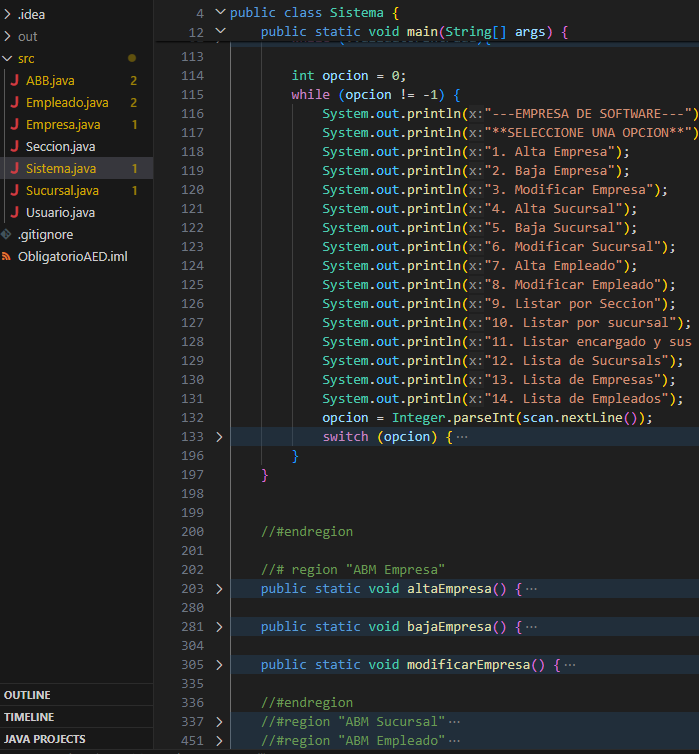 .idea
out
src
ABB.java 2
Empleado.java 2
Empresa.java 1
Seccion.java
Sistema.java 1
Sucursal.java 1
Usuario.java
.gitignore
ObligatorioAED.iml
OUTLINE
TIMELINE
JAVA PROJECTS
4 public class Sistema {
12 public static void main(String[] args) {
113
114 int opcion = 0;
115 while (opcion != -1) {
116 System.out.println(x:"---EMPRESA DE SOFTWARE---")
117 System.out.println(x:"**SELECCIONE UNA OPCION**")
118 System.out.println(x:"1. Alta Empresa");
119 System.out.println(x:"2. Baja Empresa");
120 System.out.println(x:"3. Modificar Empresa");
121 System.out.println(x:"4. Alta Sucursal");
122 System.out.println(x:"5. Baja Sucursal");
123 System.out.println(x:"6. Modificar Sucursal");
124 System.out.println(x:"7. Alta Empleado");
125 System.out.println(x:"8. Modificar Empleado");
126 System.out.println(x:"9. Listar por Seccion");
127 System.out.println(x:"10. Listar por sucursal");
128 System.out.println(x:"11. Listar encargado y sus
129 System.out.println(x:"12. Lista de Sucursals");
130 System.out.println(x:"13. Lista de Empresas");
131 System.out.println(x:"14. Lista de Empleados");
132 opcion = Integer.parseInt(scan.nextLine());
133 switch (opcion) { ···
196 }
197 }
198
199
200 //#endregion
201
202 //# region "ABM Empresa"
203 public static void altaEmpresa() { ···
280
281 public static void bajaEmpresa() { ···
304
305 public static void modificarEmpresa() { ···
335
336 //#endregion
337 //#region "ABM Sucursal" ···
451 //#region "ABM Empleado" ···